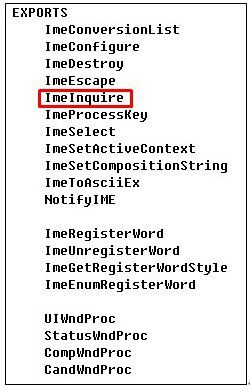 EXPORTS
ImeConversionList
ImeConfigure
ImeDestroy
ImeEscape
ImeInquire
ImeProcessKey
ImeSelect
ImeSetActiveContext
ImeSetCompositionString
ImeToAsciiEx
NotifyIME
ImeRegisterWord
ImeUnregisterWord
ImeGetRegisterWordStyle
ImeEnumRegisterWord
UIWndProc
StatusWndProc
CompWndProc
CandWndProc